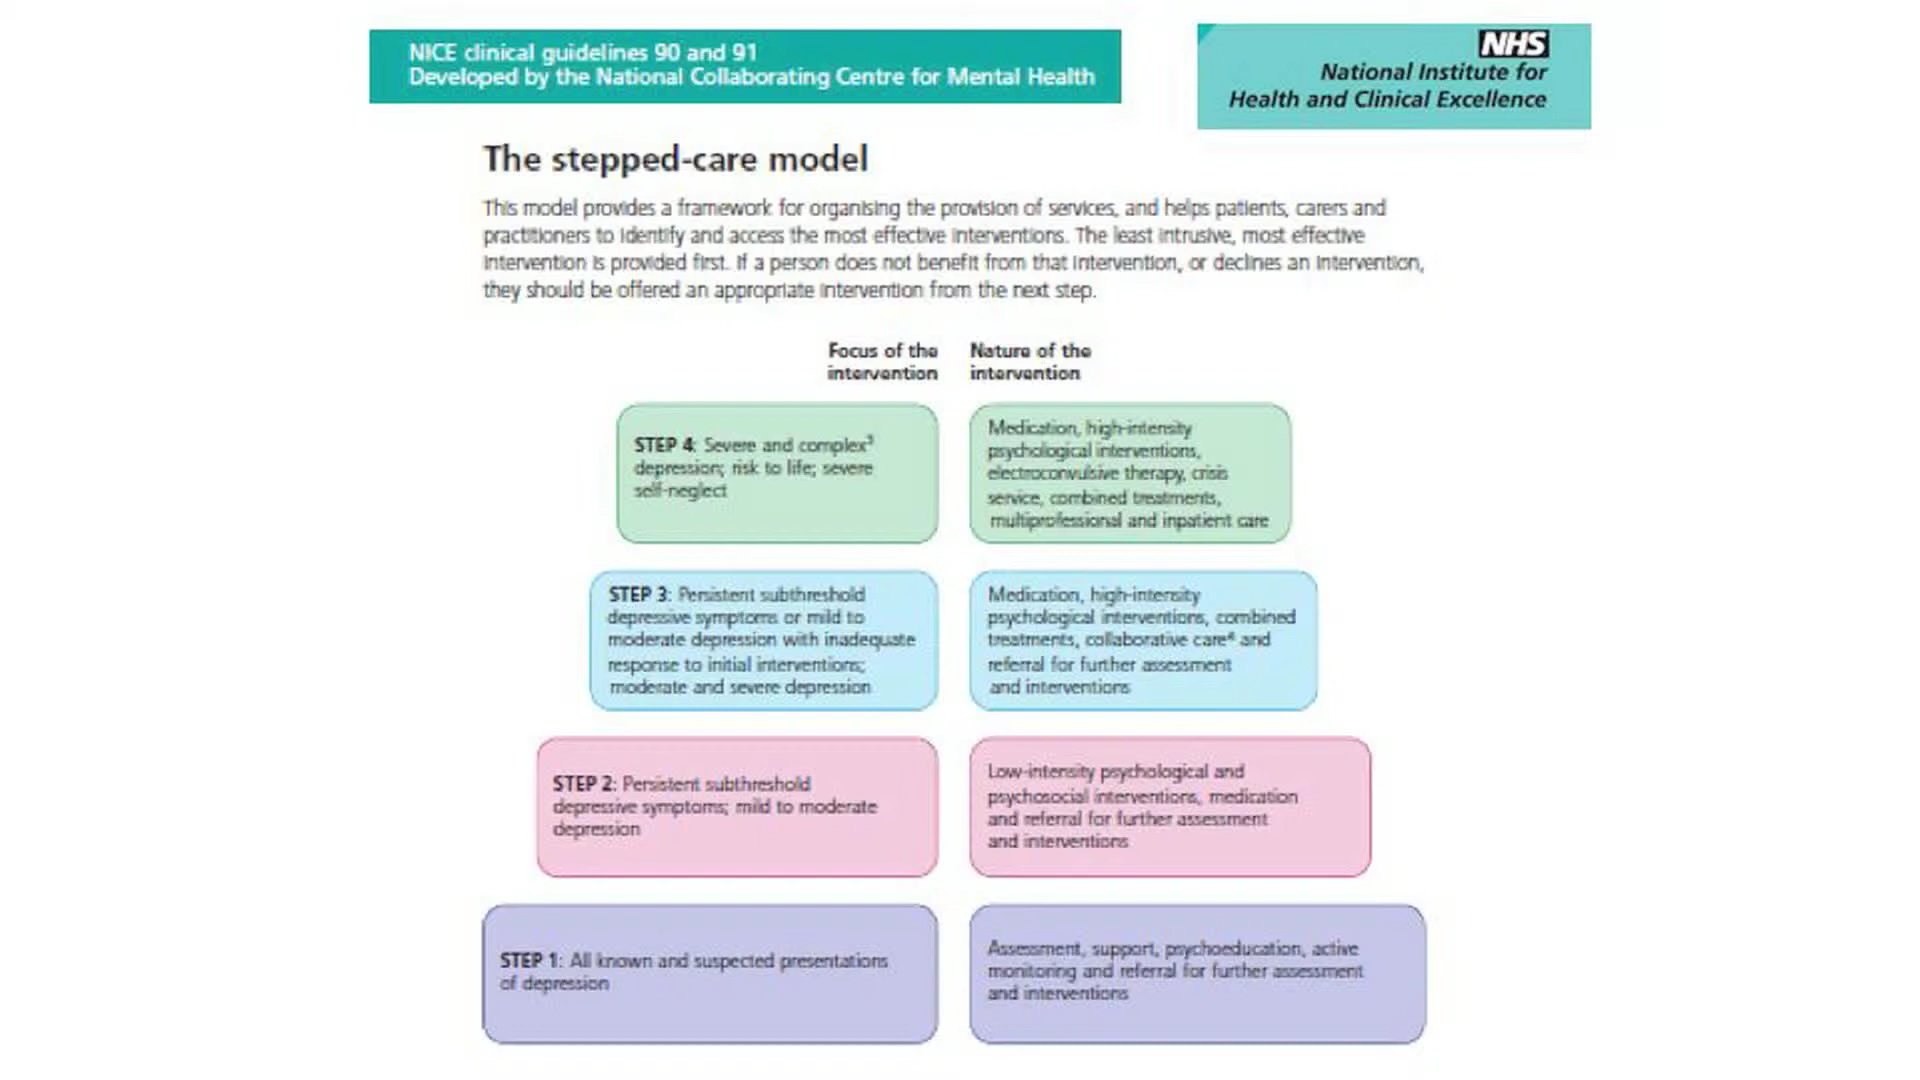 NICE clinical guidelines 90 and 91
Developed by the National Collaborating Centre for Mental Health
NHS
National Institute for
Health and Clinical Excellence
The stepped-care model
This model provides a framework for organising the provision of services, and helps patients, carers and
practitioners to identify and access the most effective interventions. The least intrusive, most effective
intervention is provided first. If a person does not benefit from that intervention, or declines an intervention,
they should be offered an appropriate intervention from the next step.
Focus of the
intervention
Nature of the
intervention
STEP 4: Severe and complex³
depression; risk to life; severe
self-neglect
Medication, high-intensity
psychological interventions,
electroconvulsive therapy, crisis
service, combined treatments,
multiprofessional and inpatient care
STEP 3: Persistent subthreshold
depressive symptoms or mild to
moderate depression with inadequate
response to initial interventions;
moderate and severe depression
Medication, high-intensity
psychological interventions, combined
treatments, collaborative care⁴ and
referral for further assessment
and interventions
STEP 2: Persistent subthreshold
depressive symptoms; mild to moderate
depression
Low-intensity psychological and
psychosocial interventions, medication
and referral for further assessment
and interventions
STEP 1: All known and suspected presentations
of depression
Assessment, support, psychoeducation, active
monitoring and referral for further assessment
and interventions